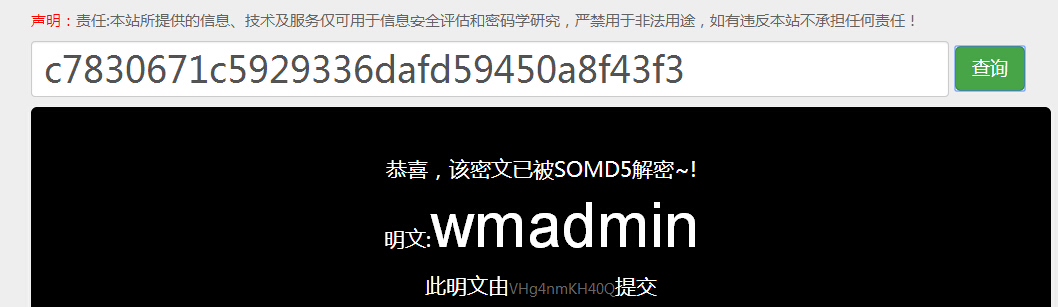 声明：责任:本站所提供的信息、技术及服务仅可用于信息安全评估和密码学研究，严禁用于非法用途，如有违反本站不承担任何责任！
c7830671c5929336dafd59450a8f43f3 查询
恭喜，该密文已被SOMD5解密~!
明文:wmadmin
此明文由VHg4nmKH40Q提交